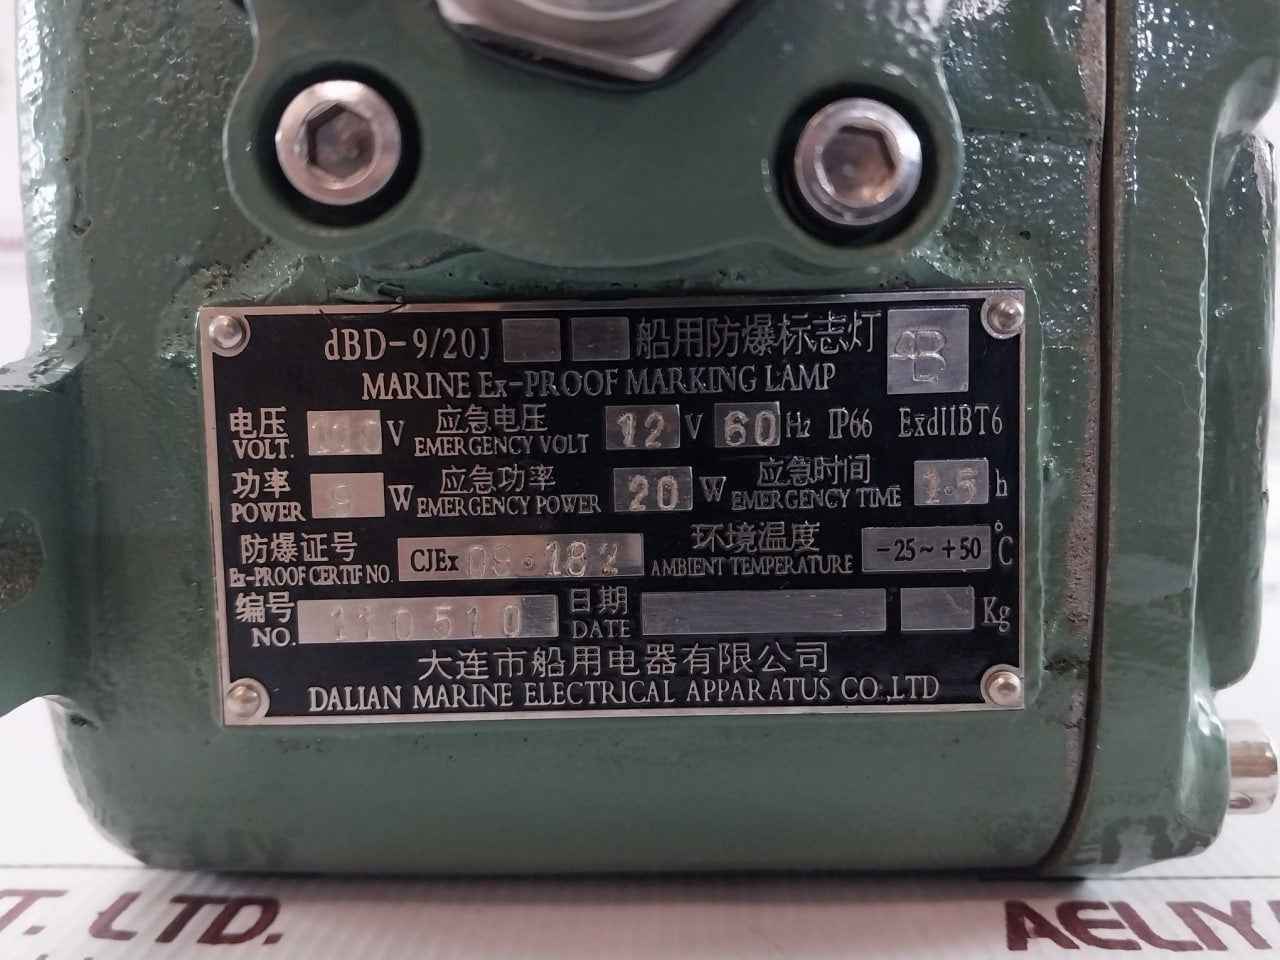 dBD-9/20J 船用防爆标志灯
MARINE Ex-PROOF MARKING LAMP
电压 V 应急电压 12 V 60 Hz IP66 ExdIIBT6
VOLT. EMERGENCY VOLT
功率 W 应急功率 20 W 应急时间 1.5 h
POWER EMERGENCY POWER EMERGENCY TIME
防爆证号 CJEx 09.182 环境温度 -25~+50 °C
Ex-PROOF CERTIF NO. AMBIENT TEMPERATURE
编号 110510 日期 Kg
NO. DATE
大连市船用电器有限公司
DALIAN MARINE ELECTRICAL APPARATUS CO.,LTD
T. LTD. AELIY